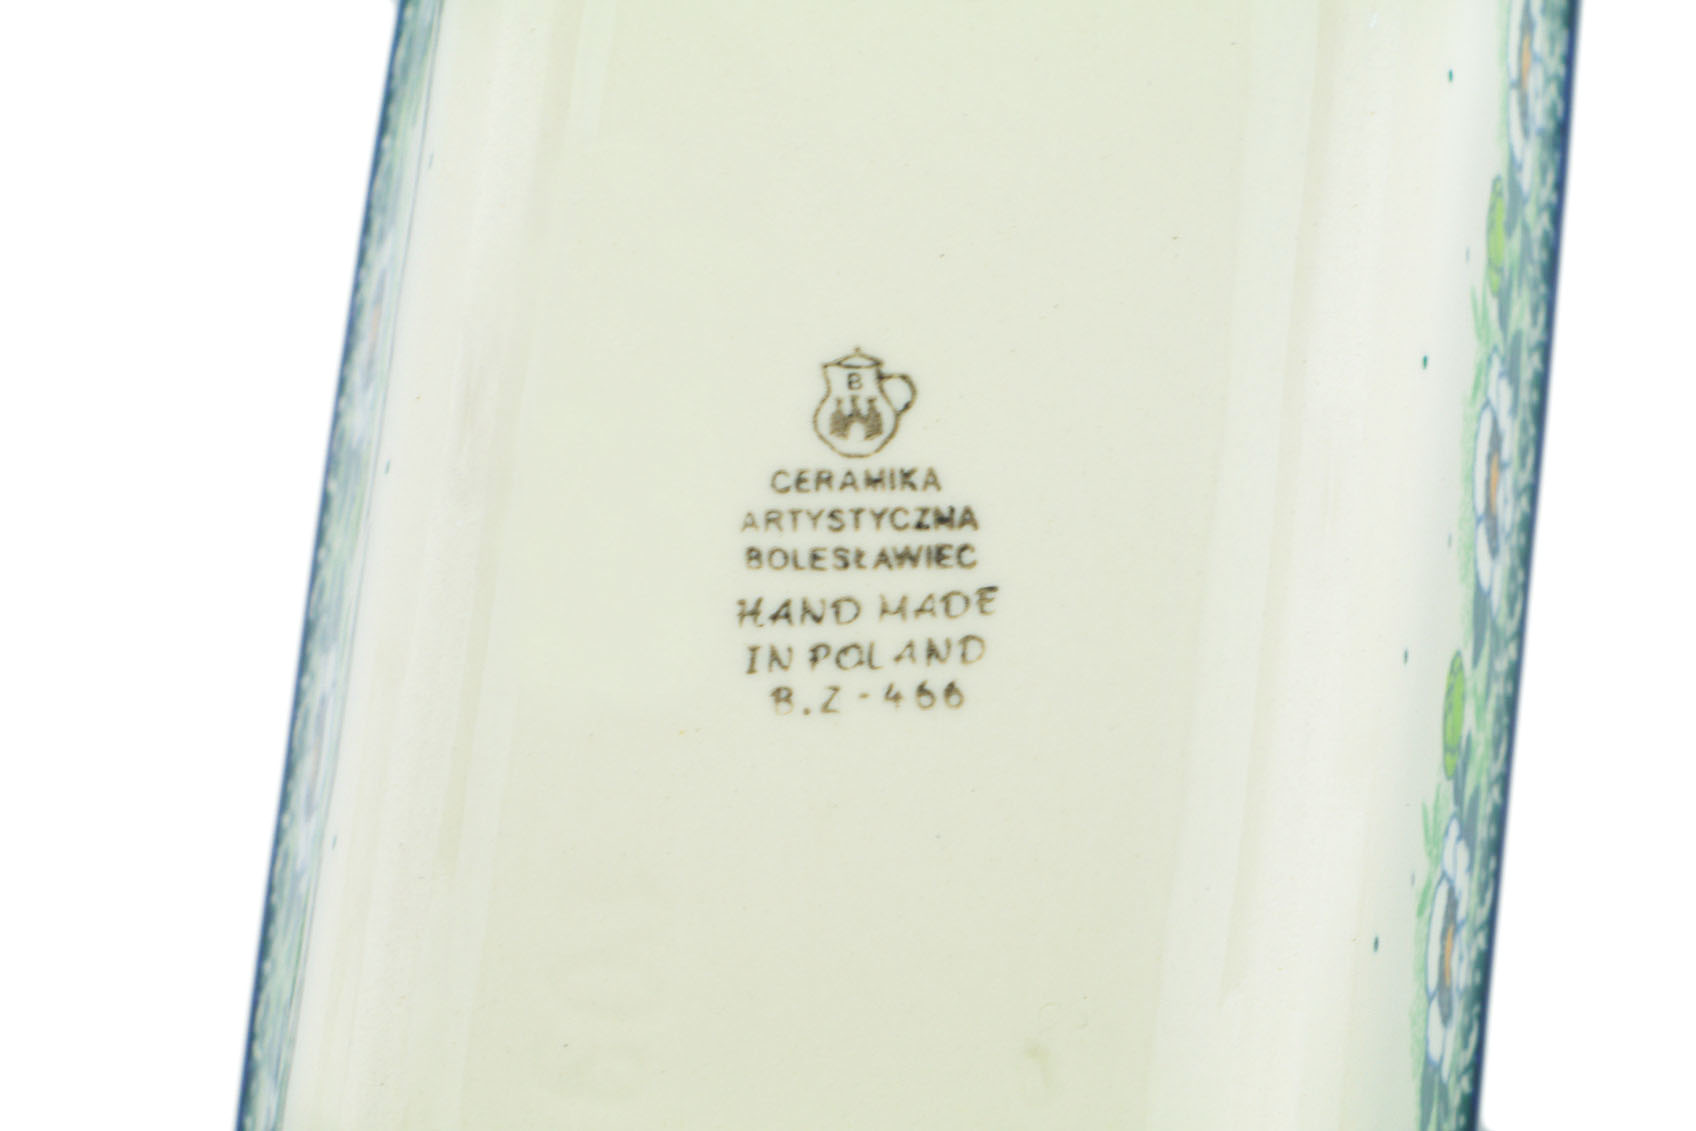 B
CERAMIKA
ARTYSTYCZNA
BOLESŁAWIEC
HAND MADE
IN POLAND
B.Z-466